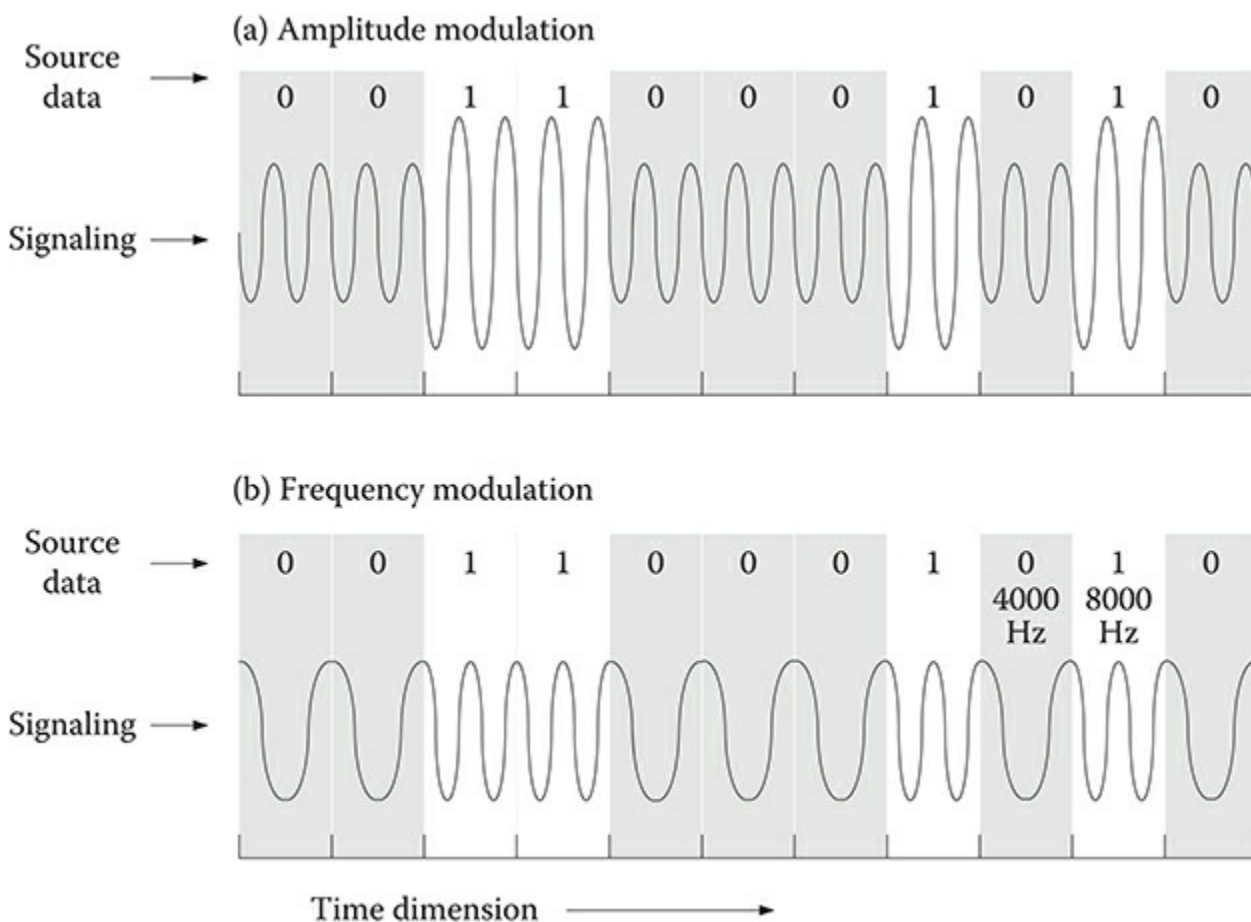 (a) Amplitude modulation
Source
data
0 0 1 1 0 0 0 1 0 1 0
Signaling
(b) Frequency modulation
Source
data
0 0 1 1 0 0 0 1 0 1 0
4000 8000
Hz Hz
Signaling
Time dimension